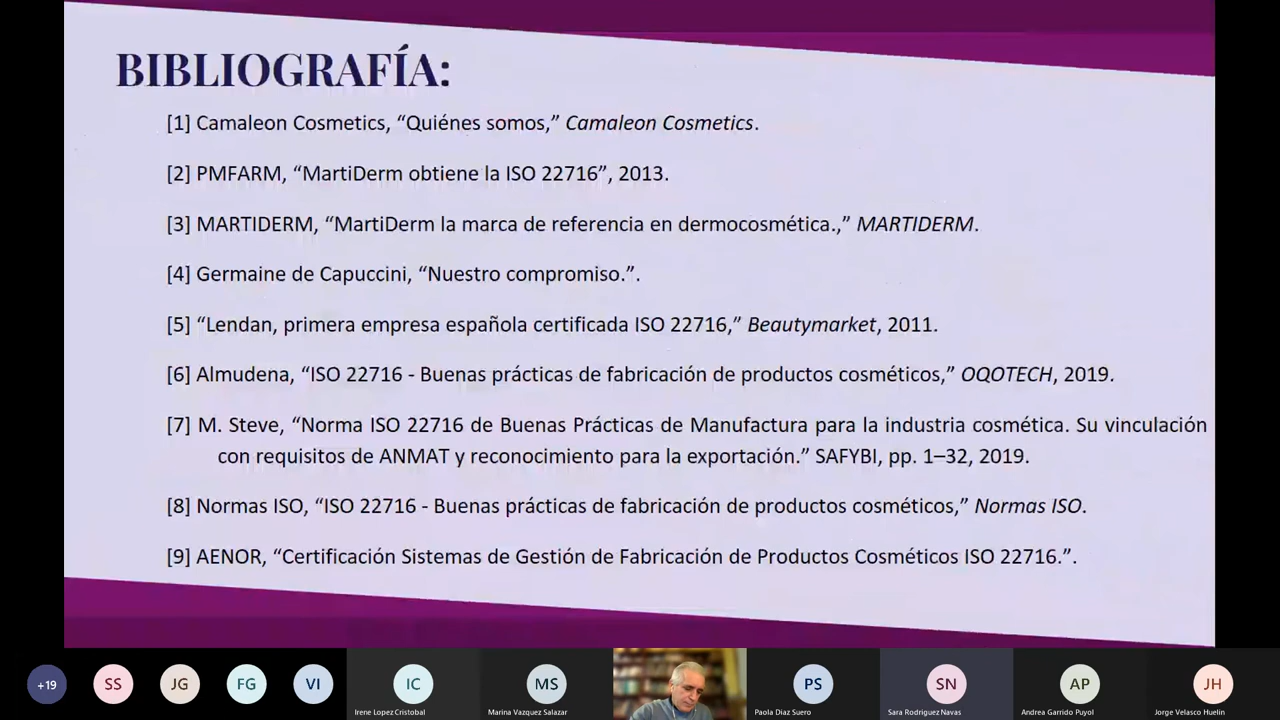 BIBLIOGRAFÍA:
[1] Camaleon Cosmetics, “Quiénes somos,” Camaleon Cosmetics.
[2] PMFARM, “MartiDerm obtiene la ISO 22716”, 2013.
[3] MARTIDERM, “MartiDerm la marca de referencia en dermocosmética.,” MARTIDERM.
[4] Germaine de Capuccini, “Nuestro compromiso.”.
[5] “Lendan, primera empresa española certificada ISO 22716,” Beautymarket, 2011.
[6] Almudena, “ISO 22716 - Buenas prácticas de fabricación de productos cosméticos,” OQOTECH, 2019.
[7] M. Steve, “Norma ISO 22716 de Buenas Prácticas de Manufactura para la industria cosmética. Su vinculación
con requisitos de ANMAT y reconocimiento para la exportación.” SAFYBI, pp. 1–32, 2019.
[8] Normas ISO, “ISO 22716 - Buenas prácticas de fabricación de productos cosméticos,” Normas ISO.
[9] AENOR, “Certificación Sistemas de Gestión de Fabricación de Productos Cosméticos ISO 22716.”.
+19 SS JG FG VI IC MS PS SN AP JH
Irene Lopez Cristobal Marina Vazquez Salazar Paola Diaz Suero Sara Rodriguez Navas Andrea Garrido Puyol Jorge Velasco Huelin